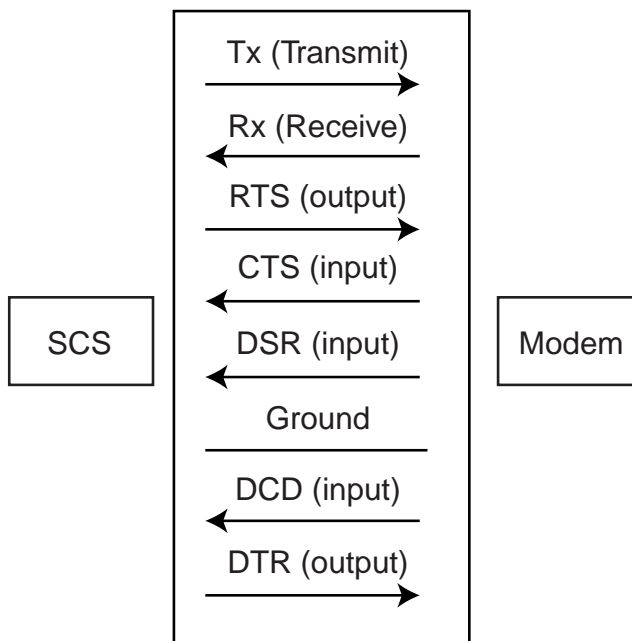 Tx (Transmit)
Rx (Receive)
RTS (output)
CTS (input)
SCS
DSR (input)
Modem
Ground
DCD (input)
DTR (output)